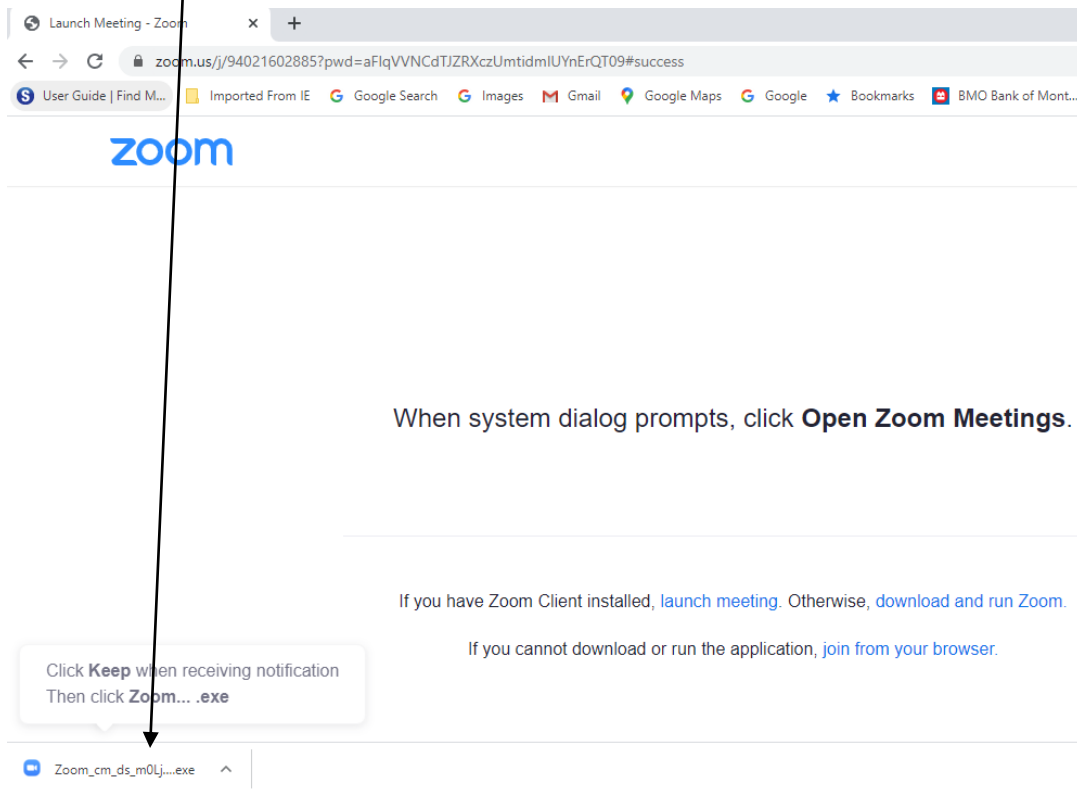 Launch Meeting - Zoom
zoom.us/j/94021602885?pwd=aFIqVVNCdTJZRXczUmtidmlUYnErQT09#success
User Guide | Find M... Imported From IE Google Search Images Gmail Google Maps Google Bookmarks BMO Bank of Mont...
zoom
When system dialog prompts, click Open Zoom Meetings.
If you have Zoom Client installed, launch meeting. Otherwise, download and run Zoom.
If you cannot download or run the application, join from your browser.
Click Keep when receiving notification
Then click Zoom... .exe
Zoom_cm_ds_m0Lj....exe